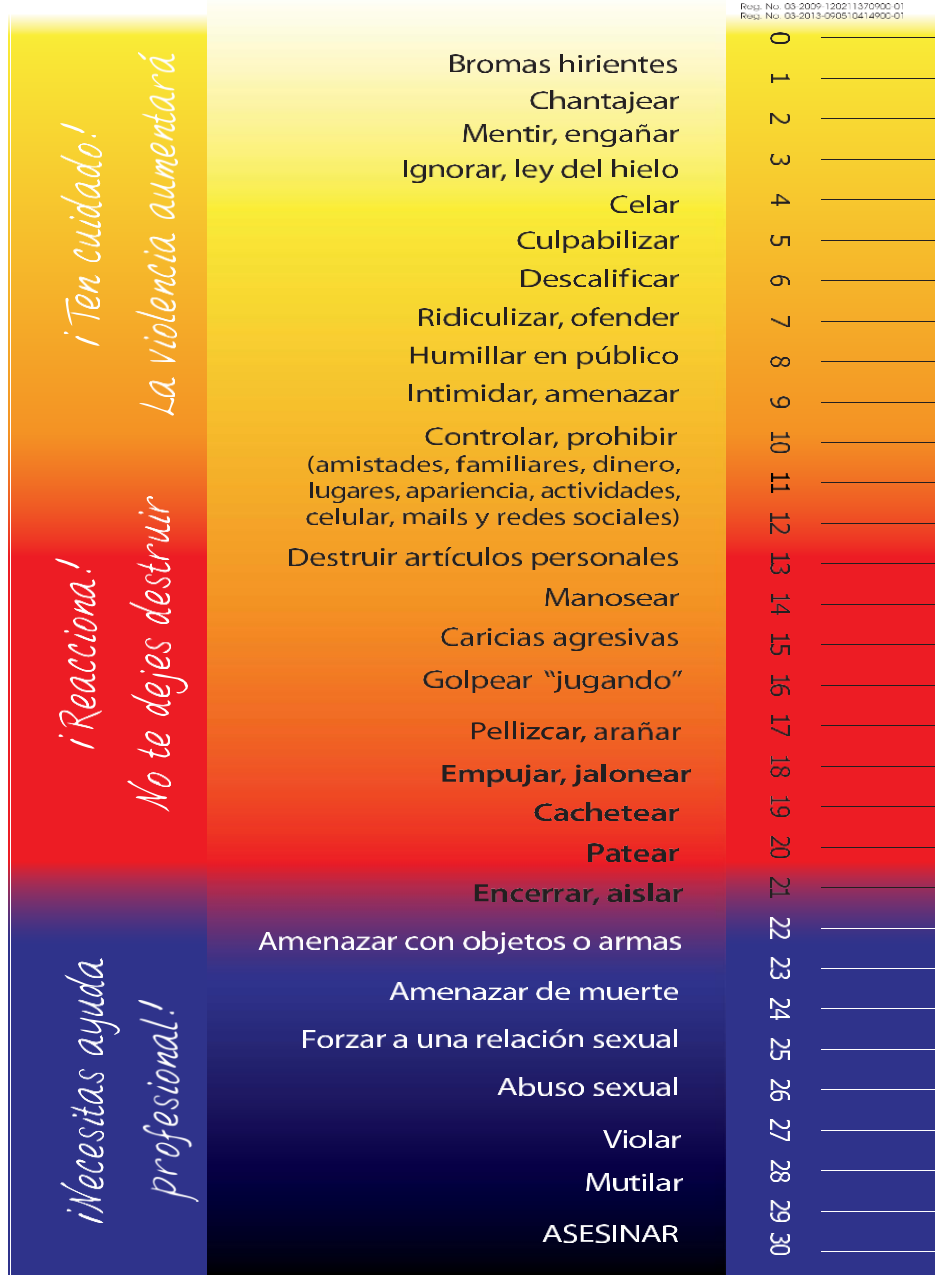 Reg. No. 03-2009-120211370900-01
Reg. No. 03-2013-090510414900-01
¡Ten cuidado!
La violencia aumentará
¡Reacciona!
No te dejes destruir
¡Necesitas ayuda
profesional!
Bromas hirientes
Chantajear
Mentir, engañar
Ignorar, ley del hielo
Celar
Culpabilizar
Descalificar
Ridiculizar, ofender
Humillar en público
Intimidar, amenazar
Controlar, prohibir
(amistades, familiares, dinero,
lugares, apariencia, actividades,
celular, mails y redes sociales)
Destruir artículos personales
Manosear
Caricias agresivas
Golpear “jugando”
Pellizcar, arañar
Empujar, jalonear
Cachetear
Patear
Encerrar, aislar
Amenazar con objetos o armas
Amenazar de muerte
Forzar a una relación sexual
Abuso sexual
Violar
Mutilar
ASESINAR
0
1
2
3
4
5
6
7
8
9
10
11
12
13
14
15
16
17
18
19
20
21
22
23
24
25
26
27
28
29
30